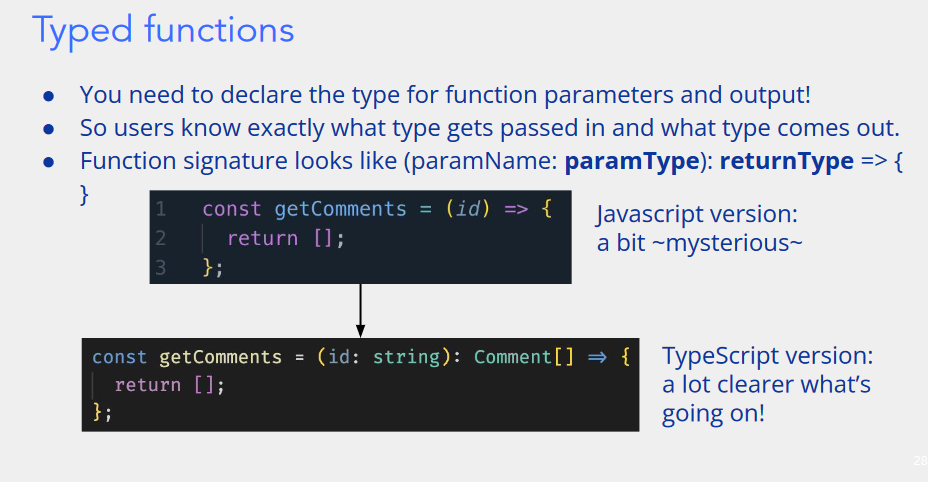 Typed functions
● You need to declare the type for function parameters and output!
● So users know exactly what type gets passed in and what type comes out.
● Function signature looks like (paramName: paramType): returnType => {
}
1 const getComments = (id) => {
2 return [];
3 };
Javascript version:
a bit ~mysterious~
const getComments = (id: string): Comment[] => {
return [];
};
TypeScript version:
a lot clearer what’s
going on!
28